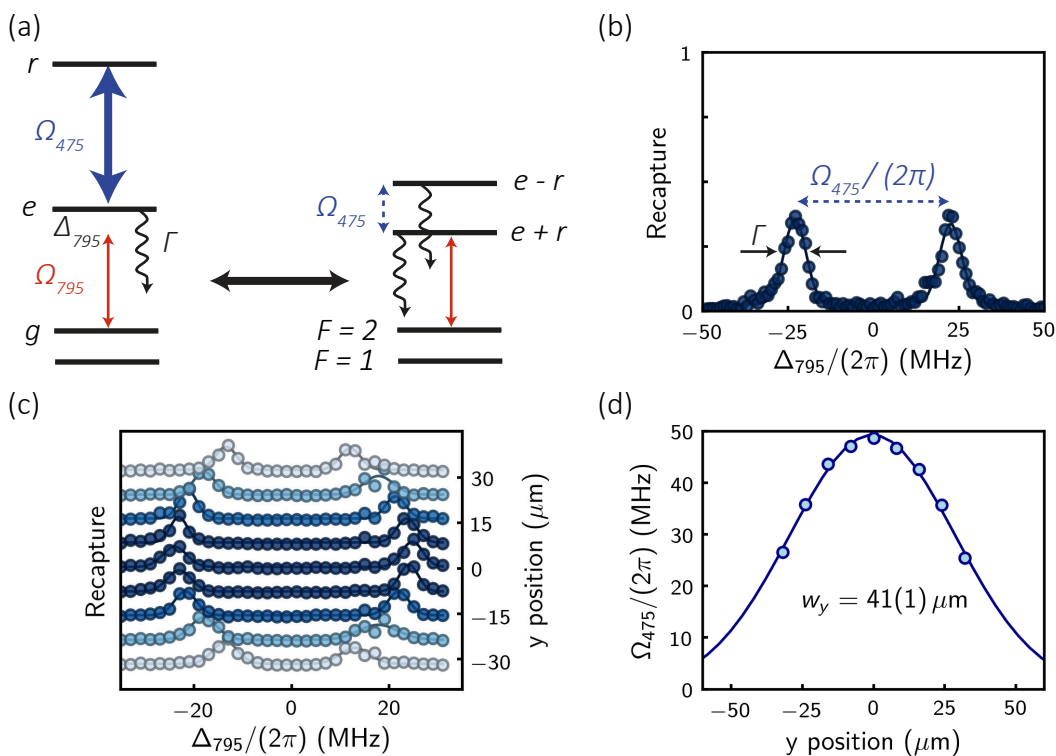 (a)
r
Ω475
e
Δ795
Γ
Ω795
g
F = 2
F = 1
Ω475
e - r
e + r
(b)
Recapture
1
0
Ω475/(2π)
Γ
−50 −25 0 25 50
Δ795/(2π) (MHz)
(c)
Recapture
30
15
0
−15
−30
y position (μm)
−20 0 20
Δ795/(2π) (MHz)
(d)
Ω475/(2π) (MHz)
50
40
30
20
10
0
wy = 41(1) μm
−50 −25 0 25 50
y position (μm)